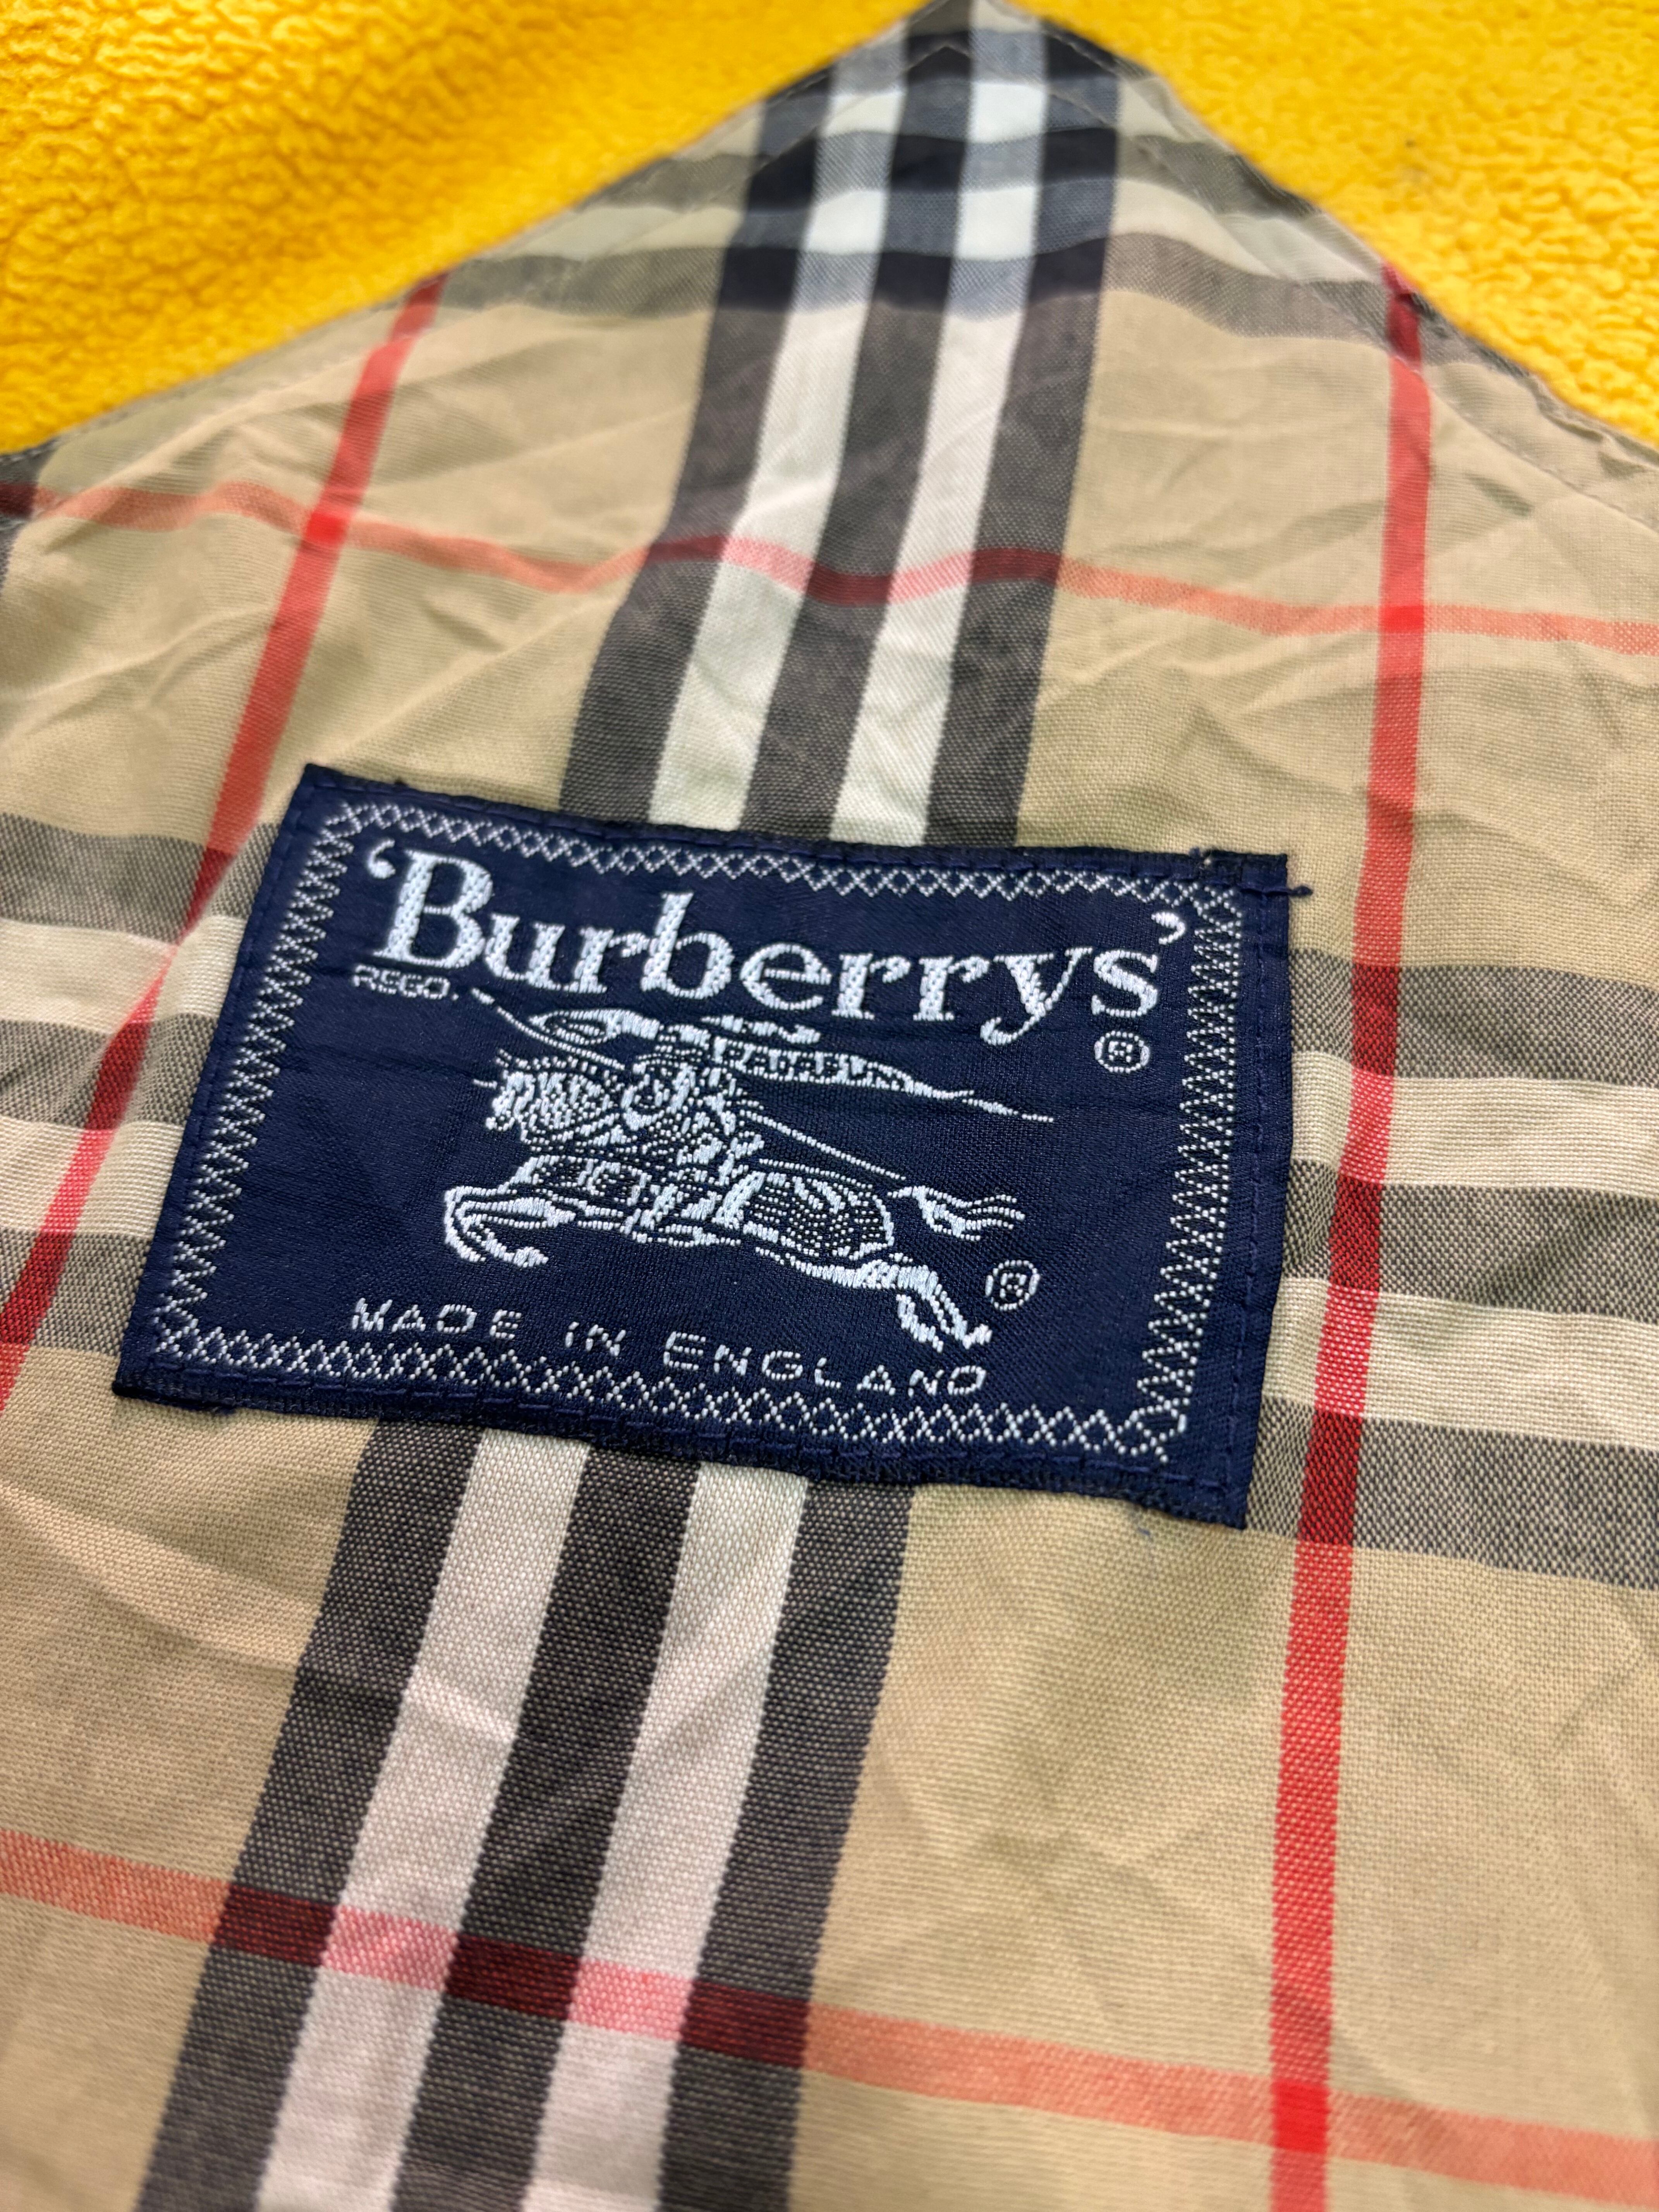 ‘Burberrys’
REGD. ®
PRORSUM
®
MADE IN ENGLAND